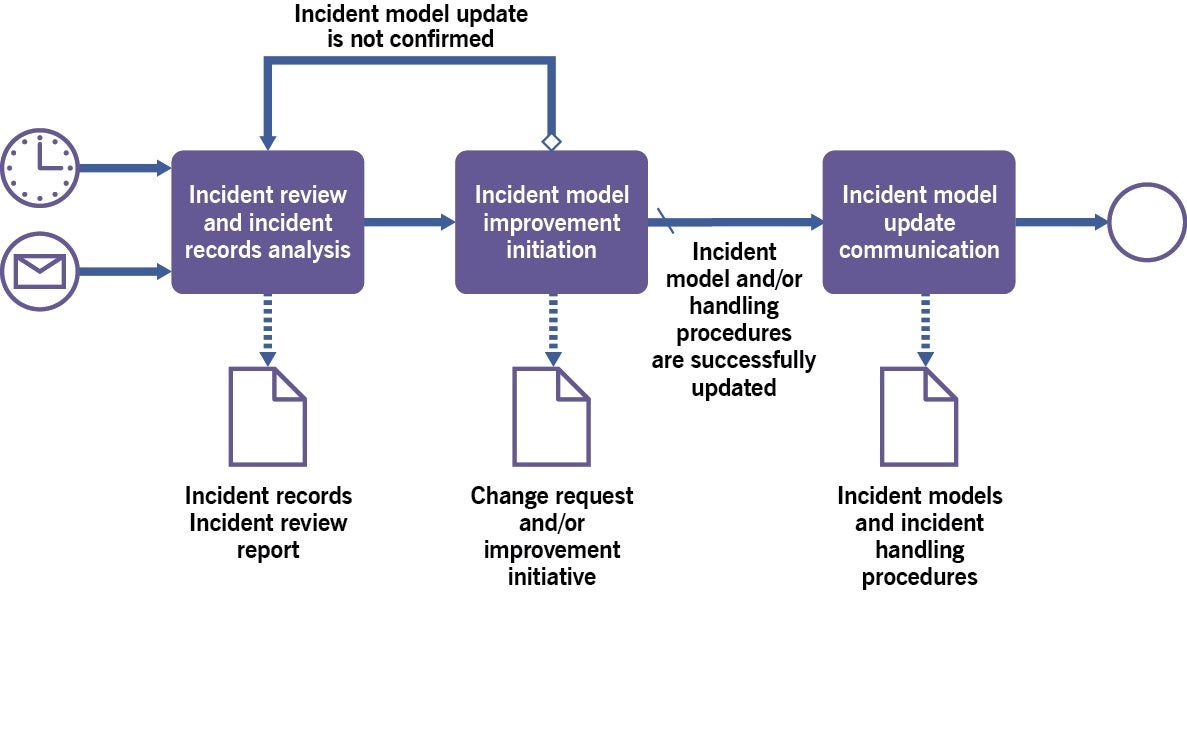 Incident model update
is not confirmed
Incident review
and incident
records analysis
Incident model
improvement
initiation
Incident
model and/or
handling
procedures
are successfully
updated
Incident model
update
communication
Incident records
Incident review
report
Change request
and/or
improvement
initiative
Incident models
and incident
handling
procedures